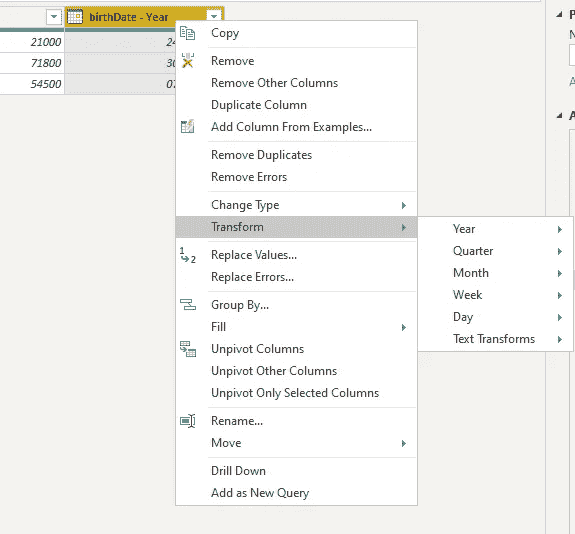 birthDate - Year
21000 24
71800 30
54500 07
Copy
Remove
Remove Other Columns
Duplicate Column
Add Column From Examples...
Remove Duplicates
Remove Errors
Change Type
Transform
Replace Values...
Replace Errors...
Group By...
Fill
Unpivot Columns
Unpivot Other Columns
Unpivot Only Selected Columns
Rename...
Move
Drill Down
Add as New Query
Year
Quarter
Month
Week
Day
Text Transforms
P
N
A
A